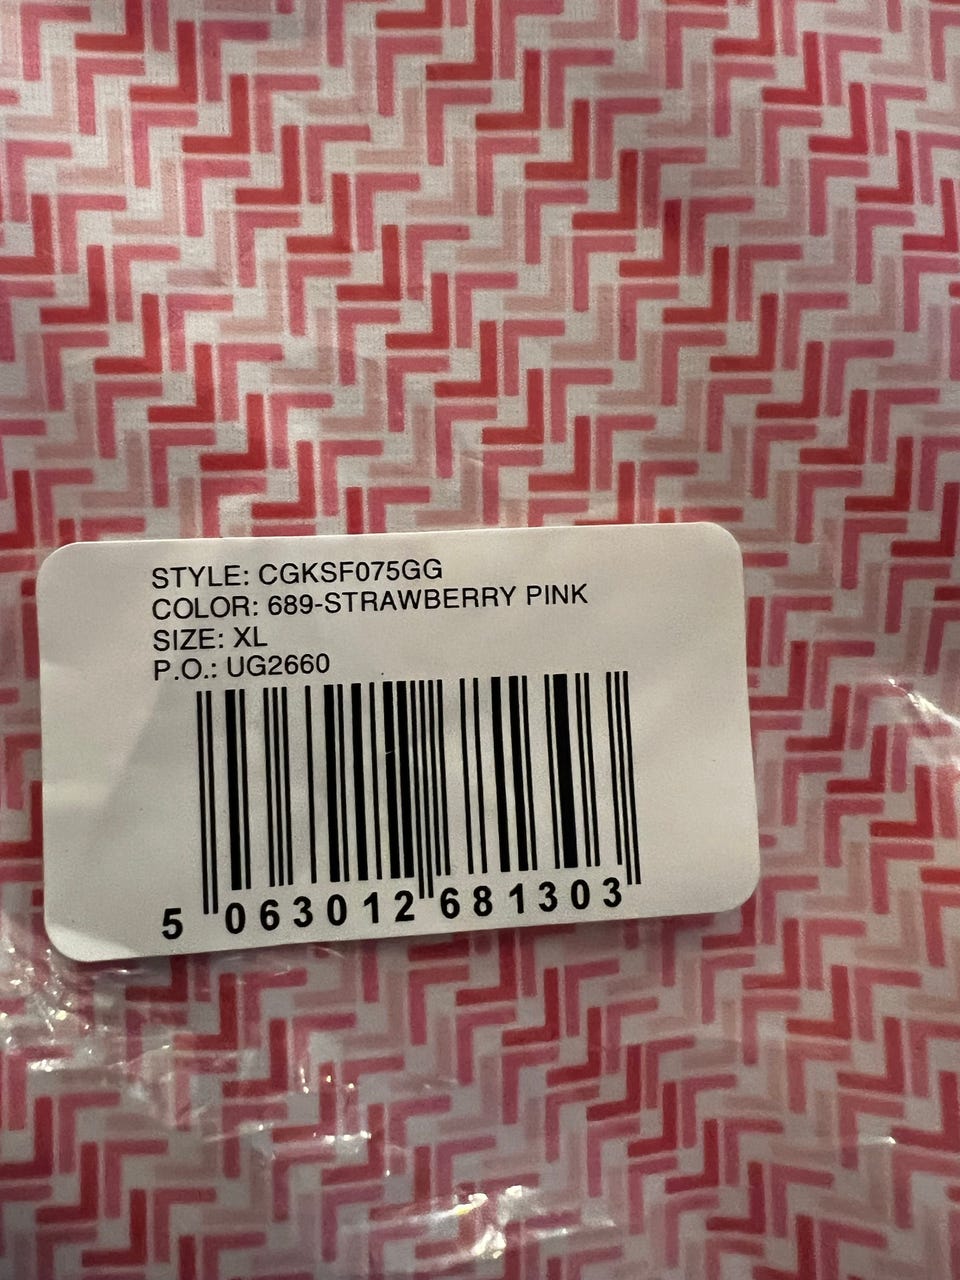 STYLE: CGKSF075GG
COLOR: 689-STRAWBERRY PINK
SIZE: XL
P.O.: UG2660
5 063012 681303